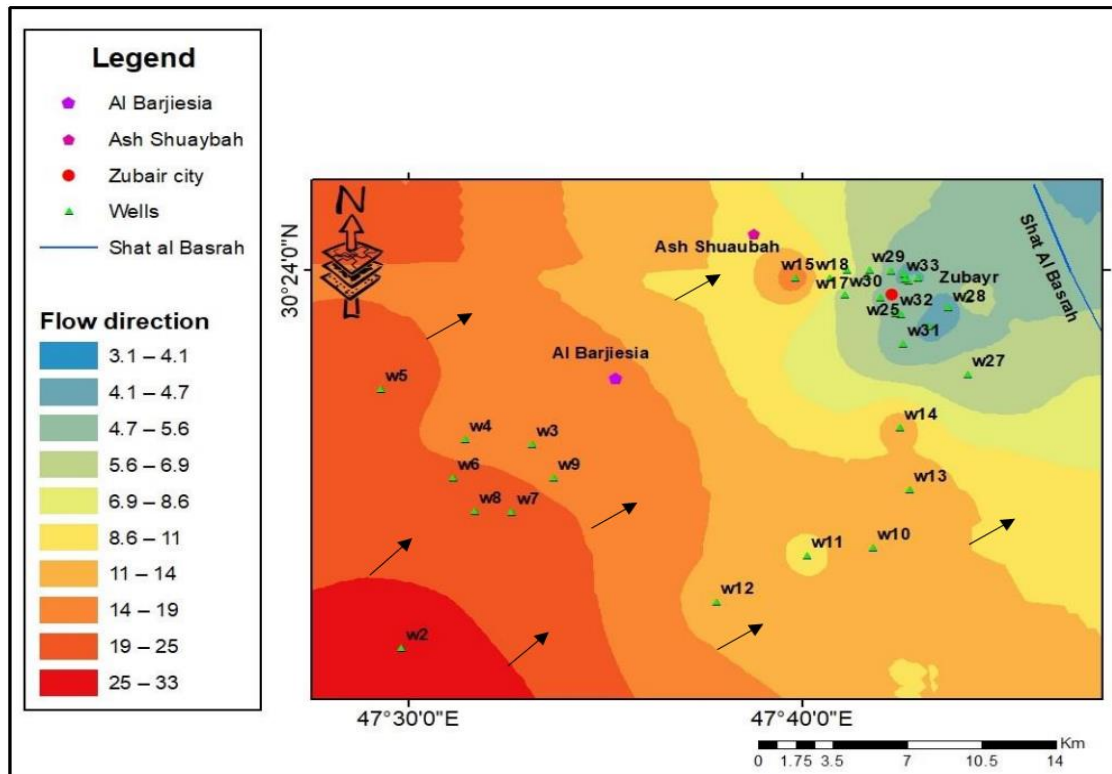 Legend
Al Barjiesia
Ash Shuaybah
Zubair city
Wells
Shat al Basrah
Flow direction
3.1 – 4.1
4.1 – 4.7
4.7 – 5.6
5.6 – 6.9
6.9 – 8.6
8.6 – 11
11 – 14
14 – 19
19 – 25
25 – 33
N
30°24'0"N
Ash Shuaubah
w15 w18 w29 w33
w17 w30 Zubayr
w32 w28
w25
w31
Shat Al Basrah
Al Barjiesia
w27
w5
w14
w4 w3
w6 w9
w13
w8 w7
w11 w10
w12
w2
47°30'0"E 47°40'0"E
Km
0 1.75 3.5 7 10.5 14